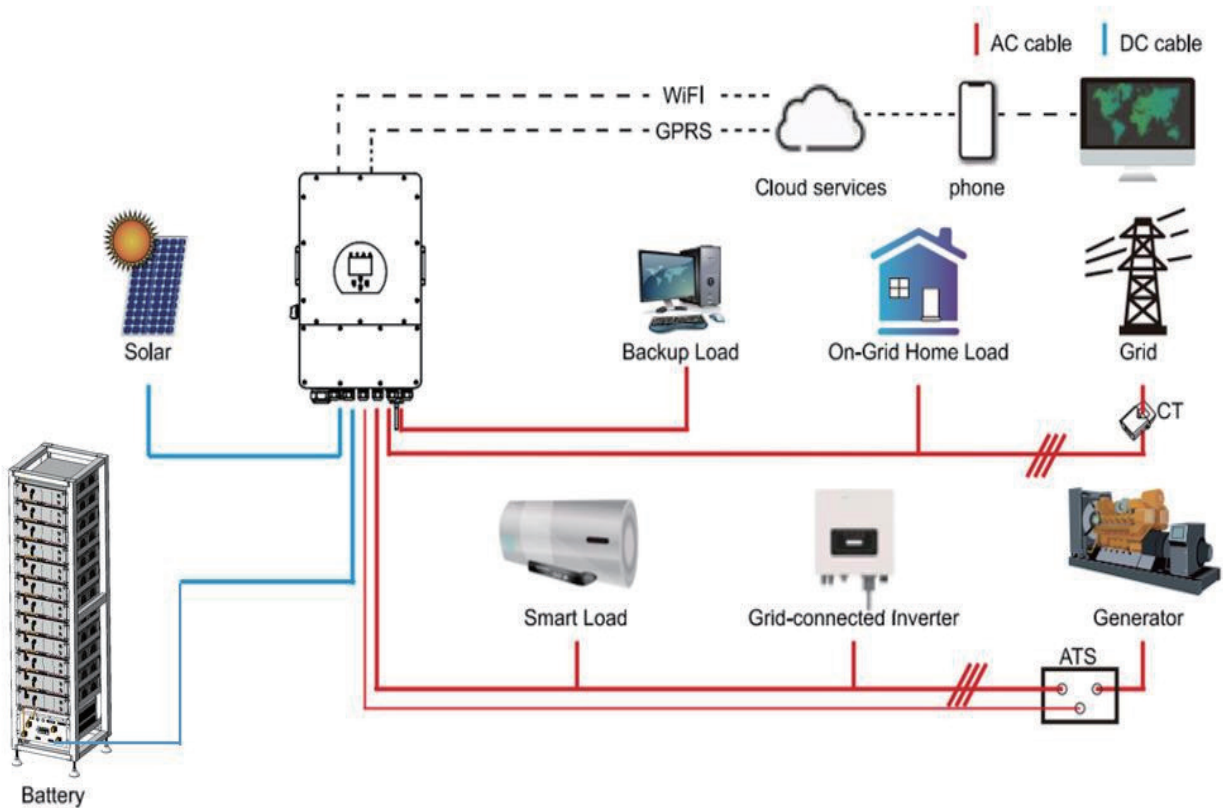 AC cable
DC cable
WiFI
GPRS
Cloud services
phone
Solar
Backup Load
On-Grid Home Load
Grid
CT
Smart Load
Grid-connected Inverter
Generator
ATS
Battery